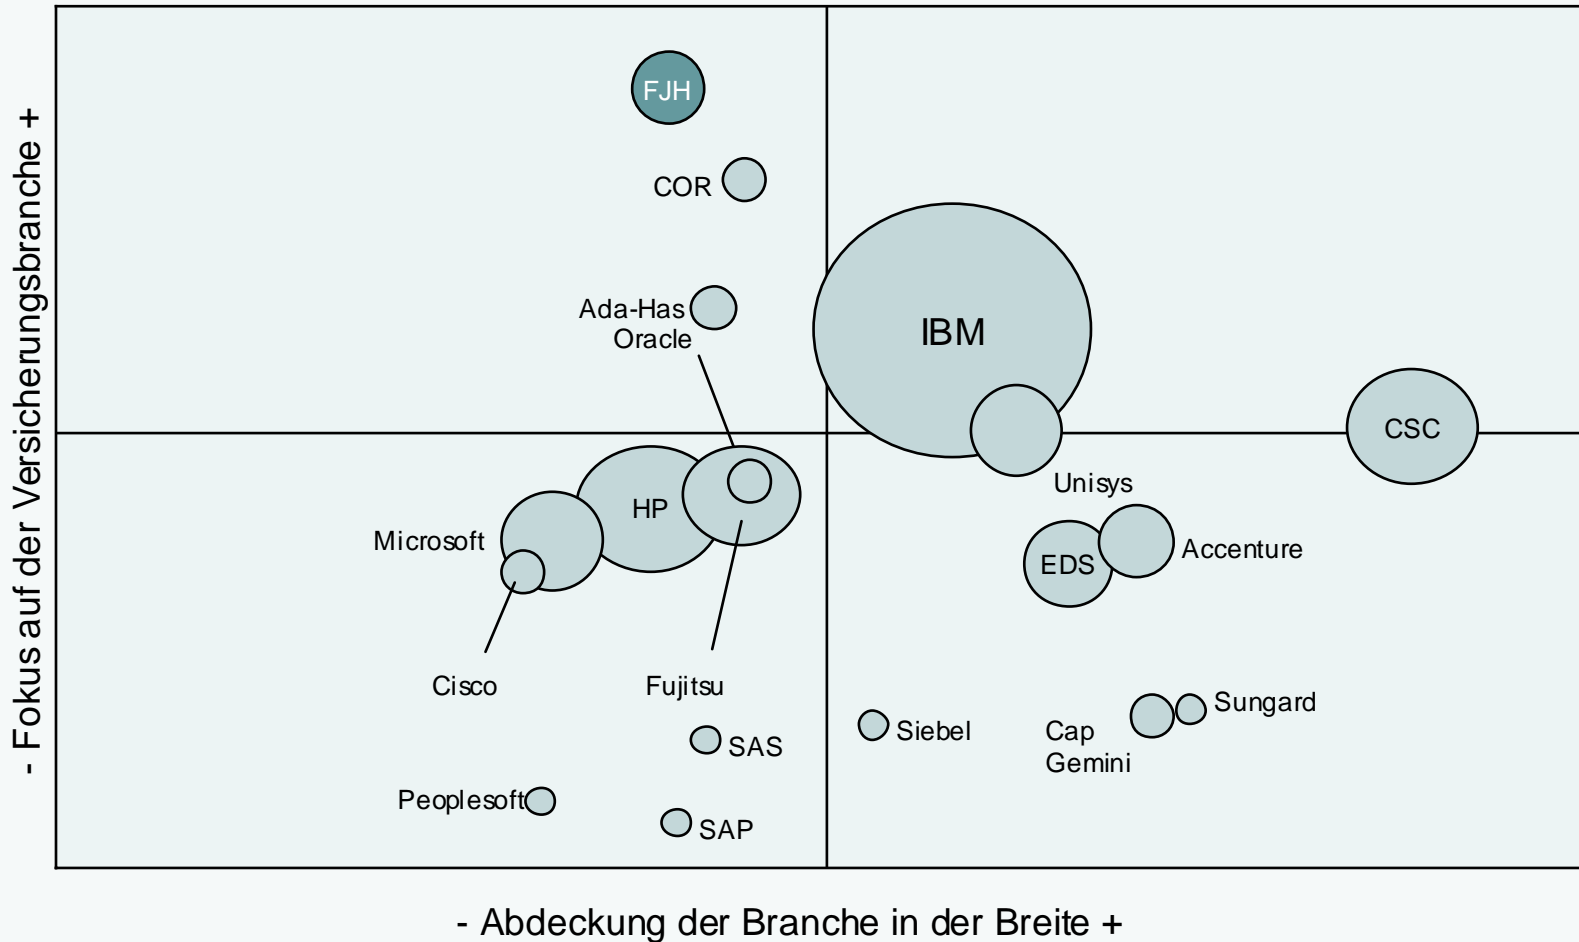 FJH
COR
Ada-Has
Oracle
IBM
CSC
HP
Unisys
Microsoft
EDS
Accenture
Cisco
Fujitsu
Sungard
Siebel
Cap
Gemini
SAS
Peoplesoft
SAP
- Fokus auf der Versicherungsbranche +
- Abdeckung der Branche in der Breite +